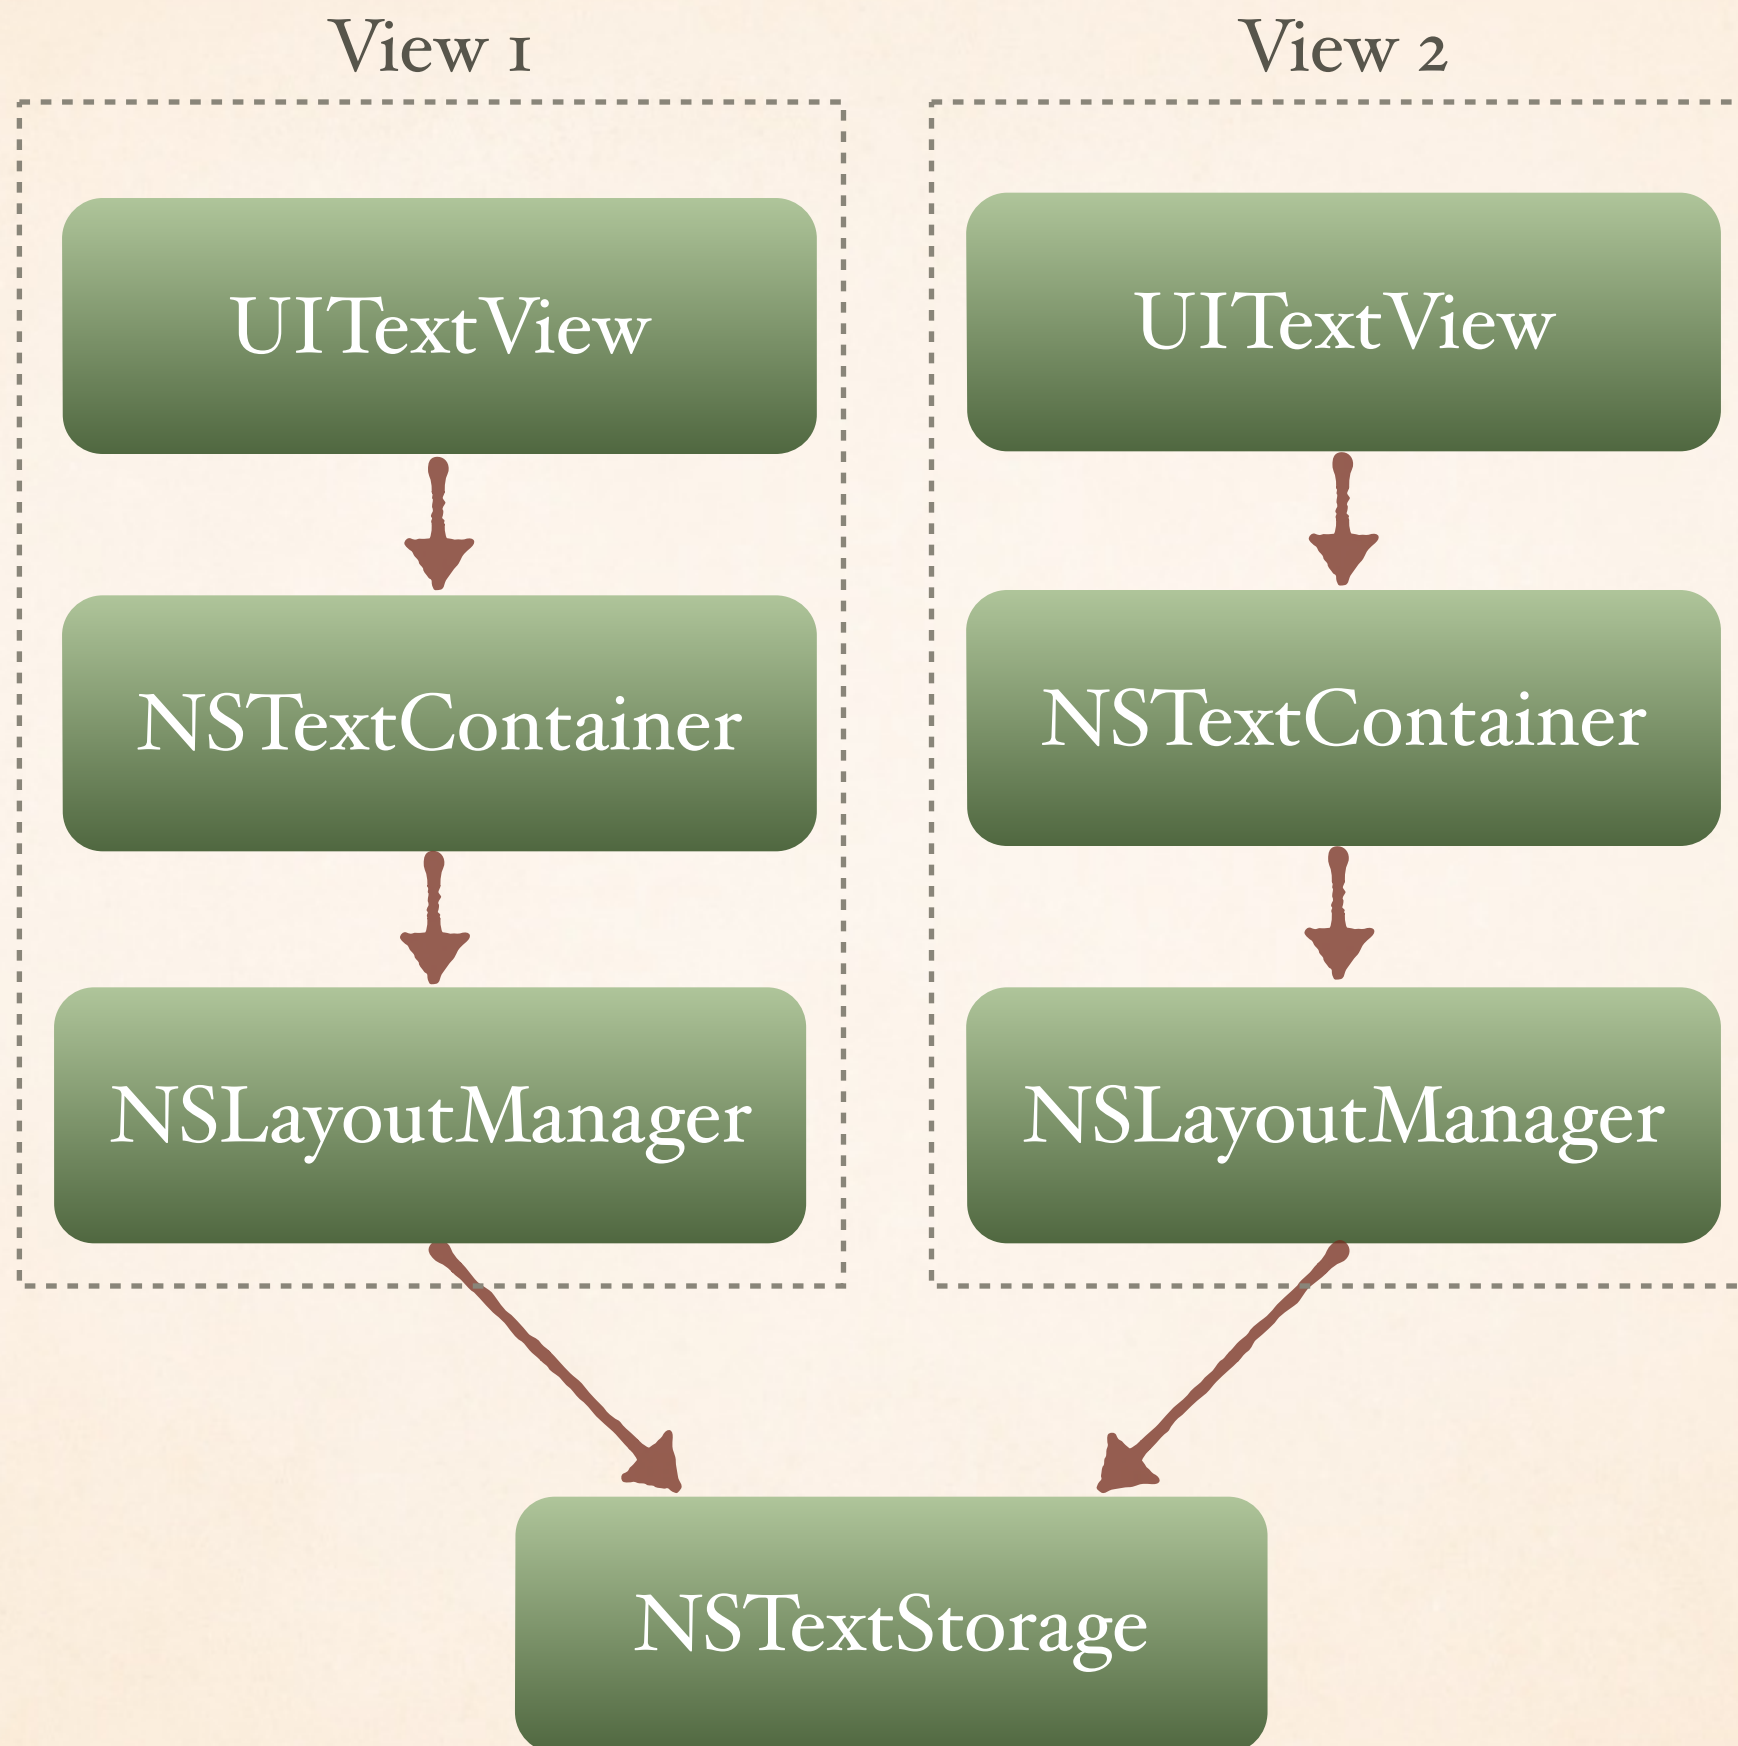 View 1
View 2
UITextView
UITextView
NSTextContainer
NSTextContainer
NSLayoutManager
NSLayoutManager
NSTextStorage